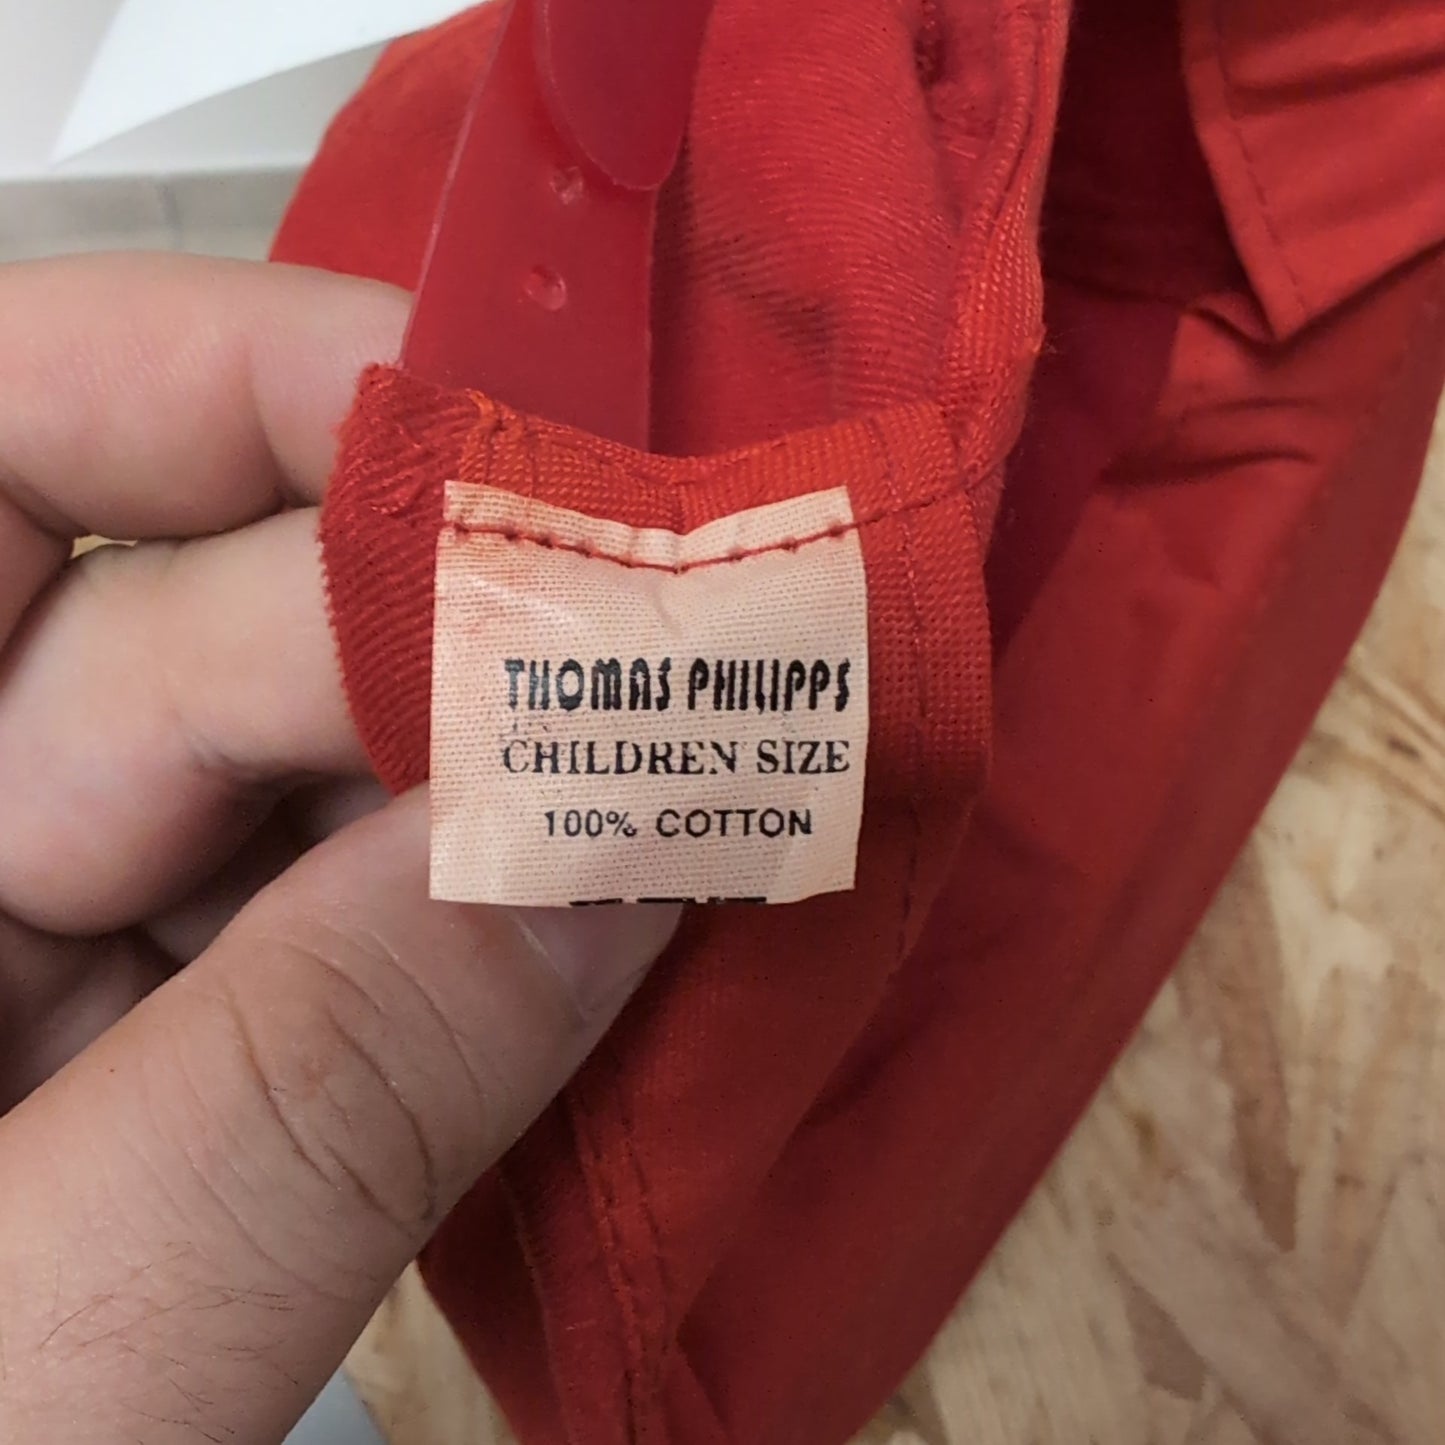 THOMAS PHILIPPS
CHILDREN SIZE
100% COTTON